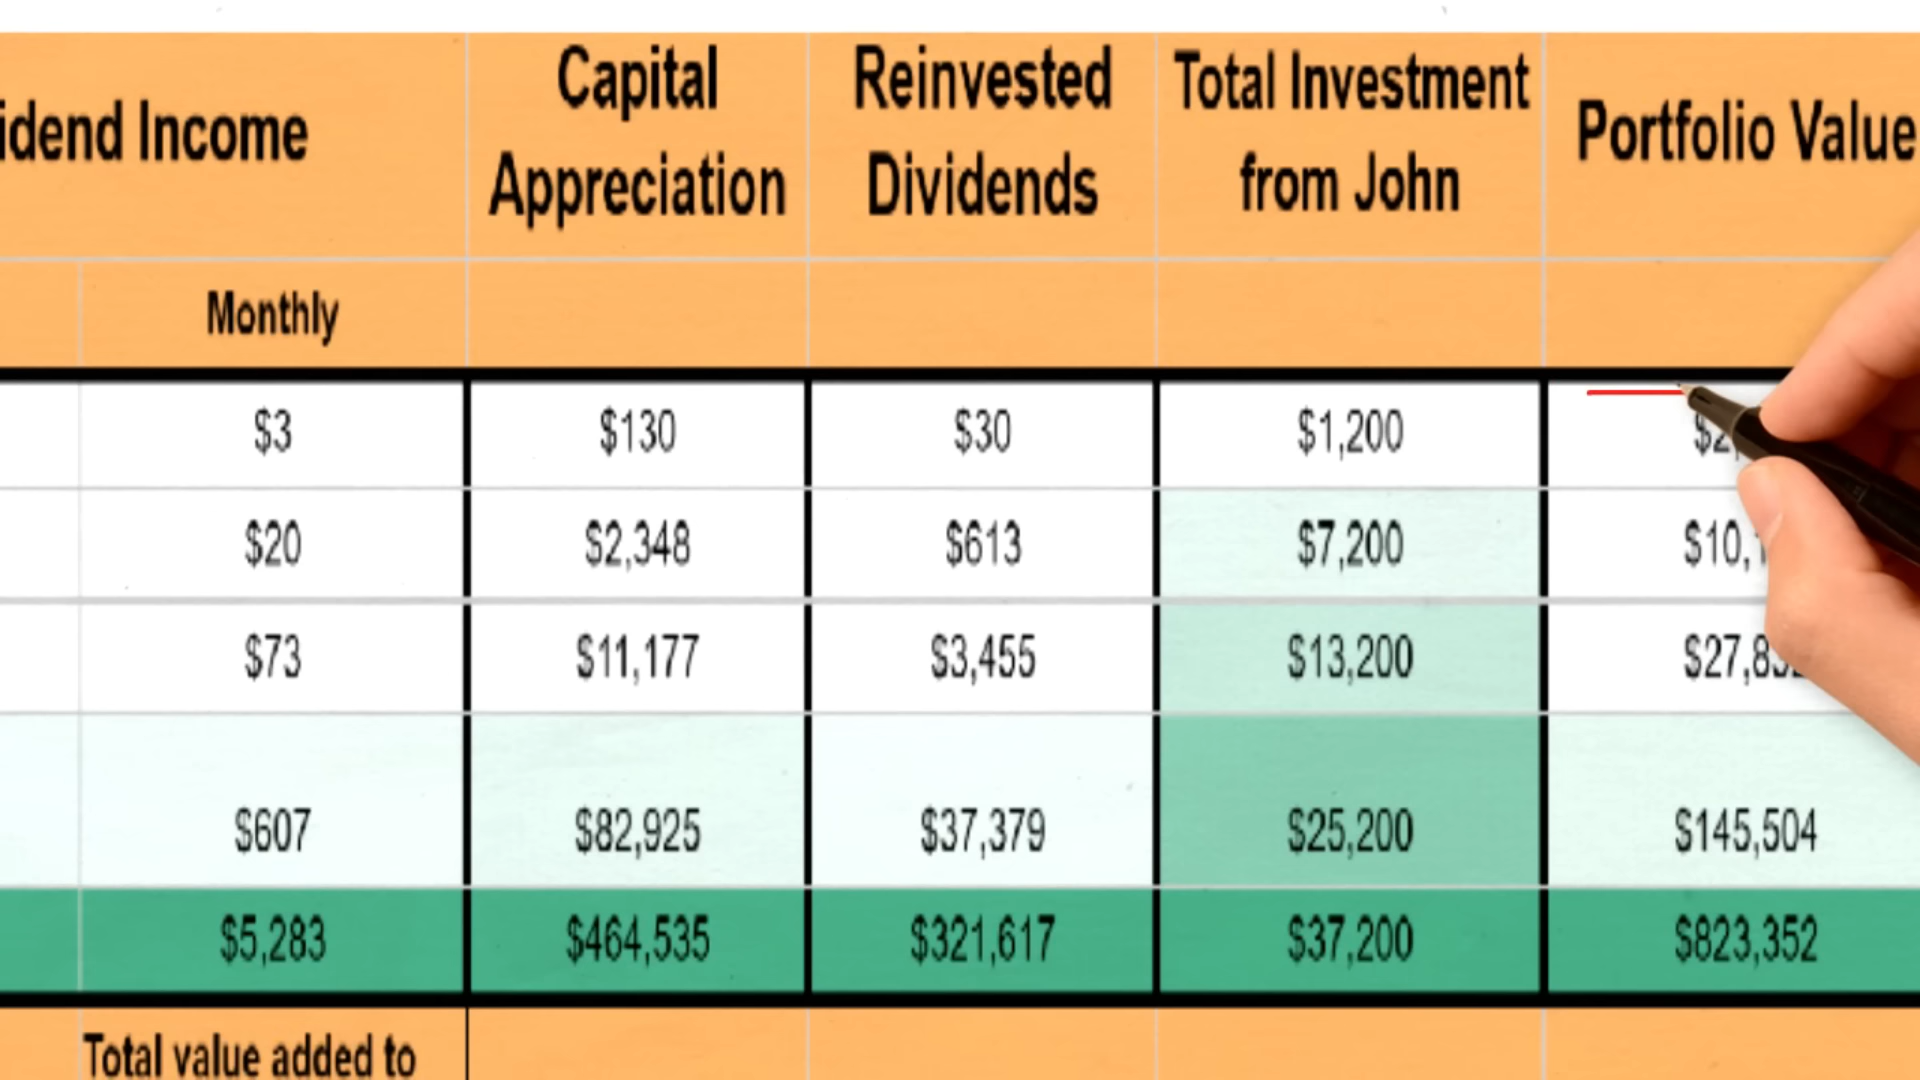 idend Income
Capital
Appreciation
Reinvested
Dividends
Total Investment
from John
Portfolio Value
Monthly
$3 $130 $30 $1,200
$20 $2,348 $613 $7,200
$73 $11,177 $3,455 $13,200
$607 $82,925 $37,379 $25,200 $145,504
$5,283 $464,535 $321,617 $37,200 $823,352
Total value added to